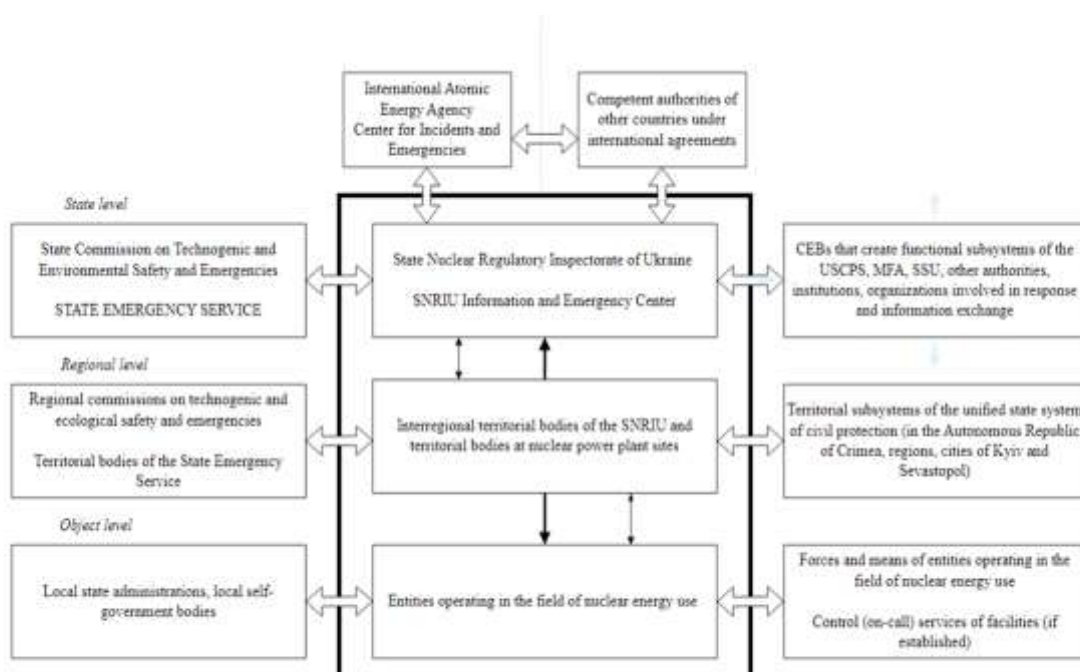 International Atomic
Energy Agency
Center for Incidents and
Emergencies
Competent authorities of
other countries under
international agreements
State level
State Commission on Technogenic and
Environmental Safety and Emergencies
STATE EMERGENCY SERVICE
State Nuclear Regulatory Inspectorate of Ukraine
SNRIU Information and Emergency Center
CEBs that create functional subsystems of the
USCPS, MFA, SSU, other authorities,
institutions, organizations involved in response
and information exchange
Regional level
Regional commissions on technogenic and
ecological safety and emergencies
Territorial bodies of the State Emergency
Service
Interregional territorial bodies of the SNRIU and
territorial bodies at nuclear power plant sites
Territorial subsystems of the unified state system
of civil protection (in the Autonomous Republic
of Crimea, regions, cities of Kyiv and
Sevastopol)
Object level
Local state administrations, local self-
government bodies
Entities operating in the field of nuclear energy use
Forces and means of entities operating in the
field of nuclear energy use
Control (on-call) services of facilities (if
established)